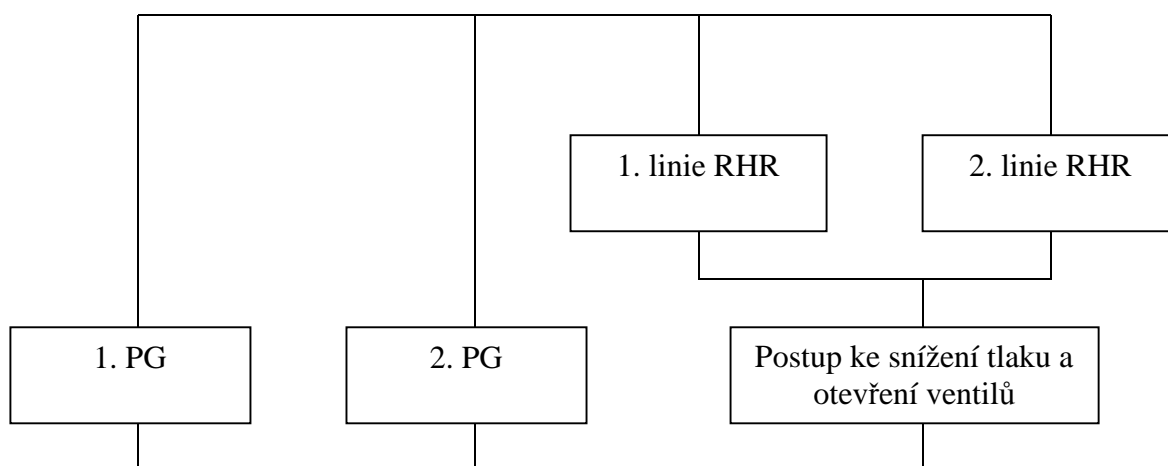 1. linie RHR
2. linie RHR
1. PG
2. PG
Postup ke snížení tlaku a
otevření ventilů